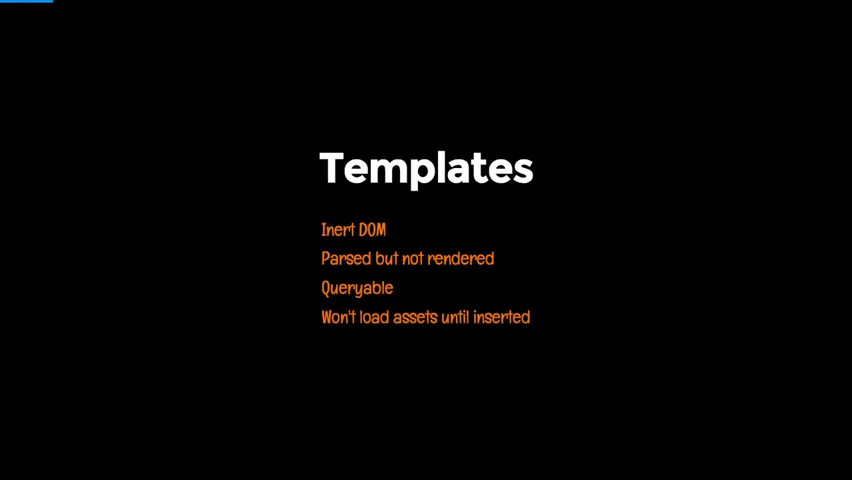 Templates
Inert DOM
Parsed but not rendered
Queryable
Won't load assets until inserted